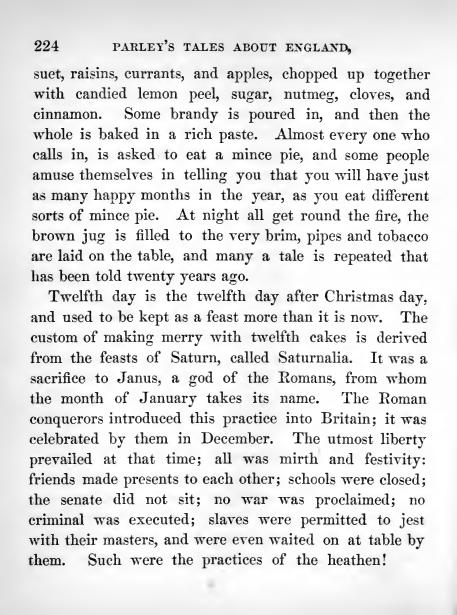 224 PARLEY'S TALES ABOUT ENGLAND,
suet, raisins, currants, and apples, chopped up together
with candied lemon peel, sugar, nutmeg, cloves, and
cinnamon. Some brandy is poured in, and then the
whole is baked in a rich paste. Almost every one who
calls in, is asked to eat a mince pie, and some people
amuse themselves in telling you that you will have just
as many happy months in the year, as you eat different
sorts of mince pie. At night all get round the fire, the
brown jug is filled to the very brim, pipes and tobacco
are laid on the table, and many a tale is repeated that
has been told twenty years ago.
Twelfth day is the twelfth day after Christmas day,
and used to be kept as a feast more than it is now. The
custom of making merry with twelfth cakes is derived
from the feasts of Saturn, called Saturnalia. It was a
sacrifice to Janus, a god of the Romans, from whom
the month of January takes its name. The Roman
conquerors introduced this practice into Britain; it was
celebrated by them in December. The utmost liberty
prevailed at that time; all was mirth and festivity:
friends made presents to each other; schools were closed;
the senate did not sit; no war was proclaimed; no
criminal was executed; slaves were permitted to jest
with their masters, and were even waited on at table by
them. Such were the practices of the heathen!